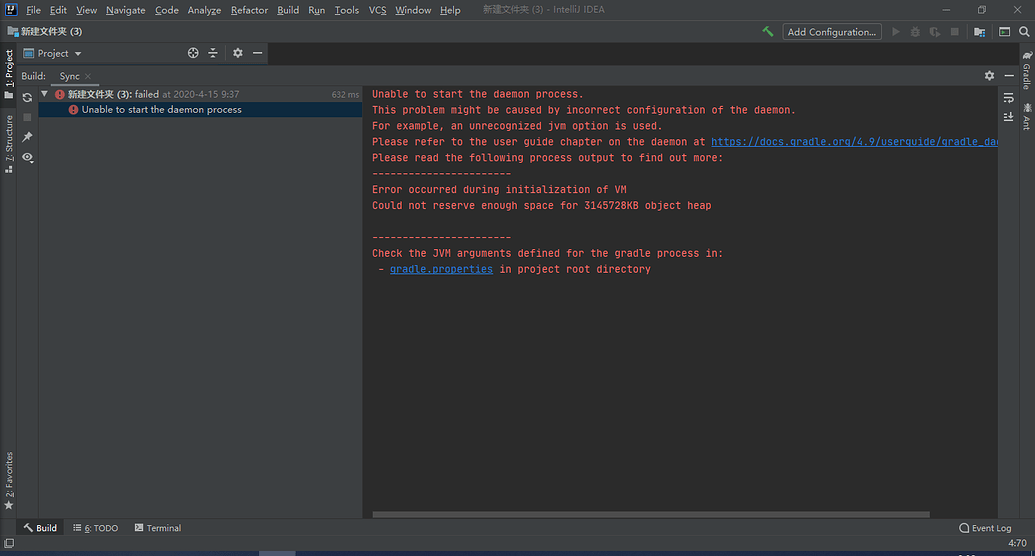 File Edit View Navigate Code Analyze Refactor Build Run Tools VCS Window Help 新建文件夹 (3) - IntelliJ IDEA
新建文件夹 (3)
Add Configuration...
1: Project
Project
Build: Sync
新建文件夹 (3): failed at 2020-4-15 9:37 632 ms
Unable to start the daemon process
Unable to start the daemon process.
This problem might be caused by incorrect configuration of the daemon.
For example, an unrecognized jvm option is used.
Please refer to the user guide chapter on the daemon at https://docs.gradle.org/4.9/userguide/gradle_dae
Please read the following process output to find out more:
-----------------------
Error occurred during initialization of VM
Could not reserve enough space for 3145728KB object heap
-----------------------
Check the JVM arguments defined for the gradle process in:
- gradle.properties in project root directory
Gradle
Ant
7: Structure
2: Favorites
Build 6: TODO Terminal Event Log
4:70